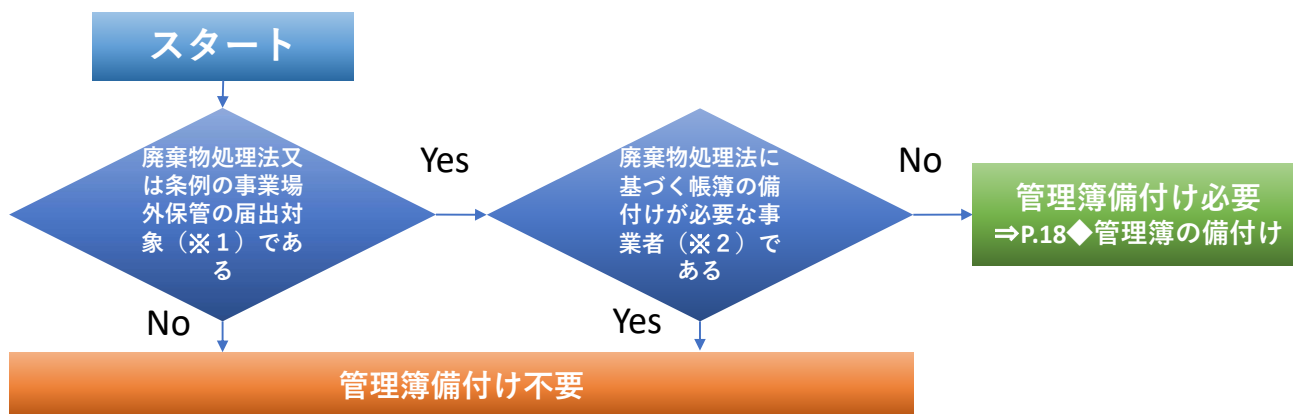 スタート
廃棄物処理法又
は条例の事業場
外保管の届出対
象（※１）であ
る
Yes
廃棄物処理法に
基づく帳簿の備
付けが必要な事
業者（※２）で
ある
No
管理簿備付け必要
⇒P.18◆管理簿の備付け
No
Yes
管理簿備付け不要